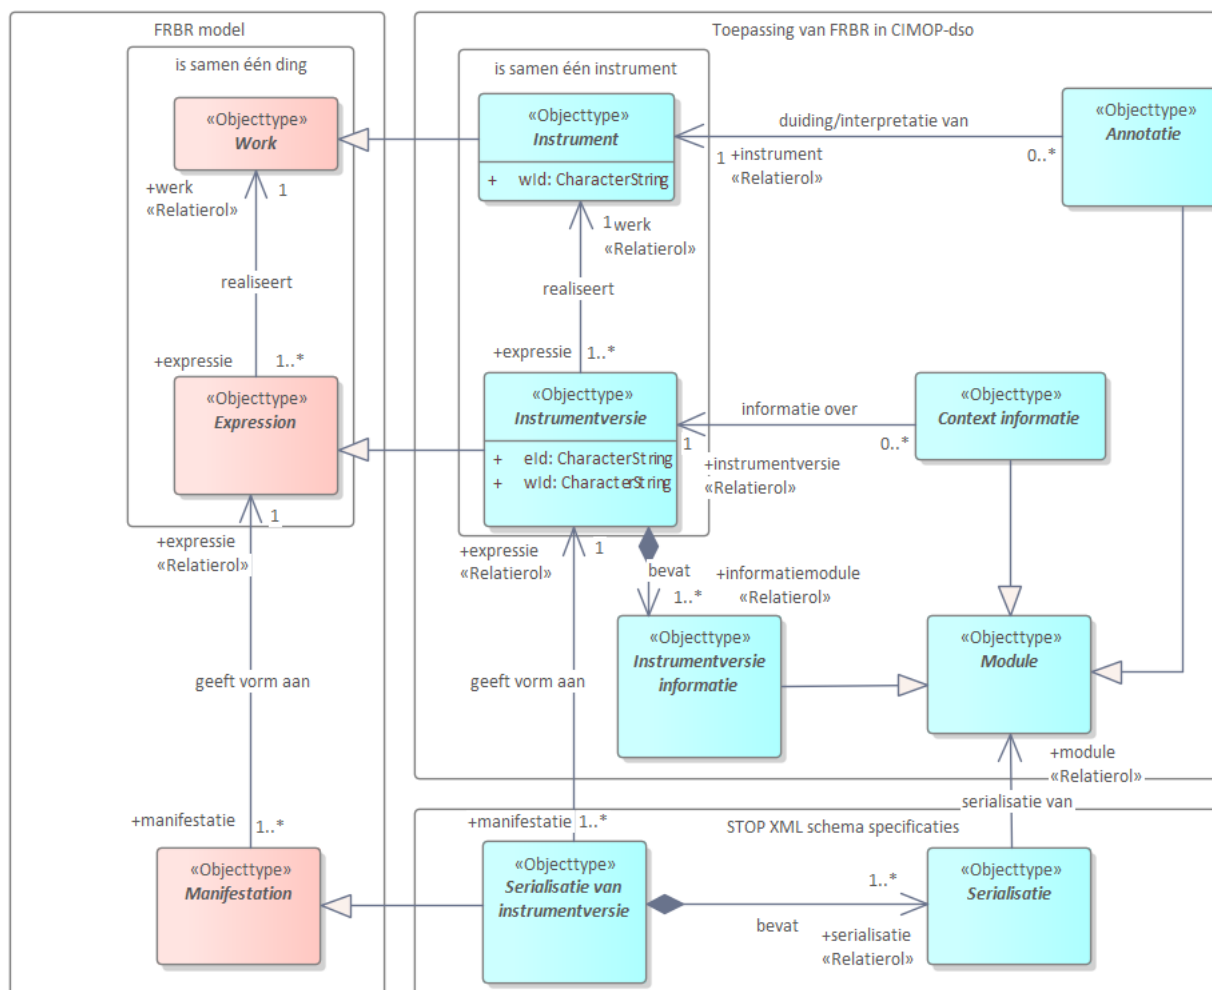 FRBR model
Toepassing van FRBR in CIMOP-dso
is samen één ding
is samen één instrument
«Objecttype»
Work
«Objecttype»
Instrument
+ wId: CharacterString
duiding/interpretatie van
1 +instrument
«Relatierol»
0..*
«Objecttype»
Annotatie
+werk
«Relatierol»
1
realiseert
+expressie
1..*
1 werk
«Relatierol»
realiseert
+expressie
1..*
«Objecttype»
Expression
«Objecttype»
Instrumentversie
+ eId: CharacterString
+ wId: CharacterString
informatie over
1
0..*
+instrumentversie
«Relatierol»
«Objecttype»
Context informatie
1
+expressie
«Relatierol»
+expressie
«Relatierol»
1
bevat
1..*
+informatiemodule
«Relatierol»
«Objecttype»
Instrumentversie
informatie
«Objecttype»
Module
geeft vorm aan
geeft vorm aan
+module
«Relatierol»
serialisatie van
+manifestatie
1..*
+manifestatie
1..*
STOP XML schema specificaties
«Objecttype»
Manifestation
«Objecttype»
Serialisatie van
instrumentversie
1..*
bevat
+serialisatie
«Relatierol»
«Objecttype»
Serialisatie